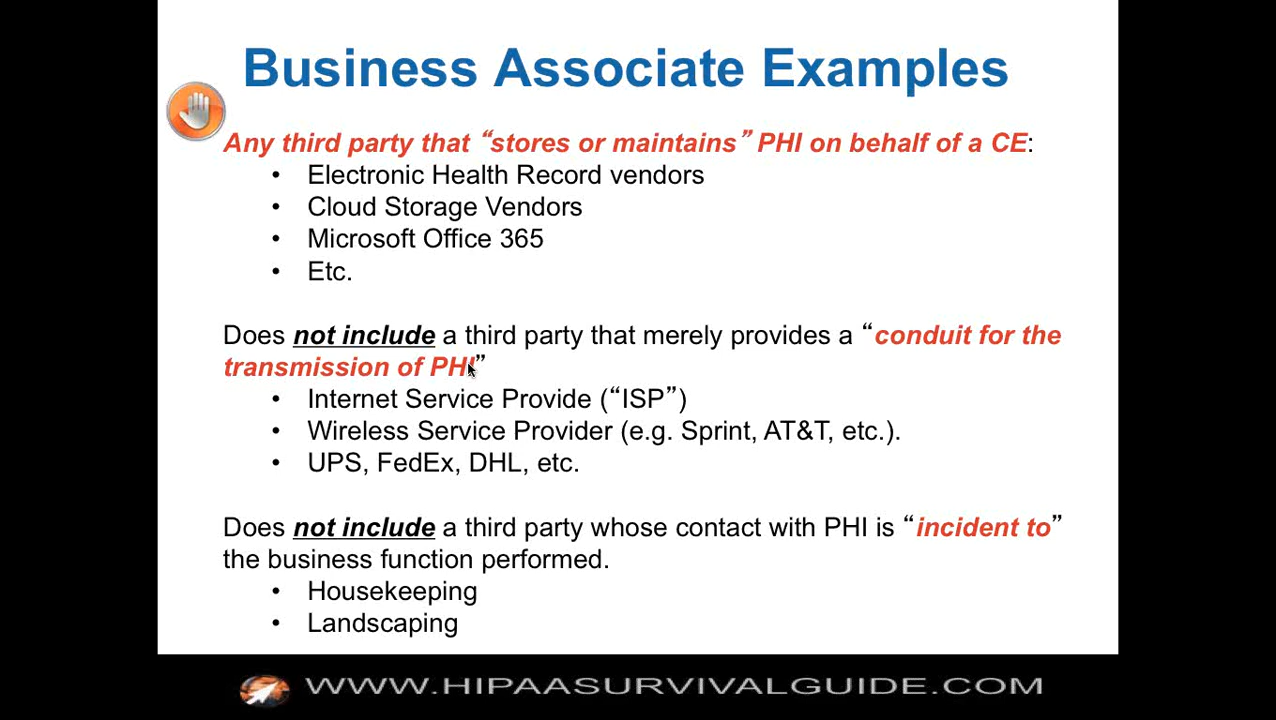 Business Associate Examples
Any third party that “stores or maintains” PHI on behalf of a CE:
• Electronic Health Record vendors
• Cloud Storage Vendors
• Microsoft Office 365
• Etc.
Does not include a third party that merely provides a “conduit for the
transmission of PHI”
• Internet Service Provide (“ISP”)
• Wireless Service Provider (e.g. Sprint, AT&T, etc.).
• UPS, FedEx, DHL, etc.
Does not include a third party whose contact with PHI is “incident to”
the business function performed.
• Housekeeping
• Landscaping
WWW.HIPAASURVIVALGUIDE.COM